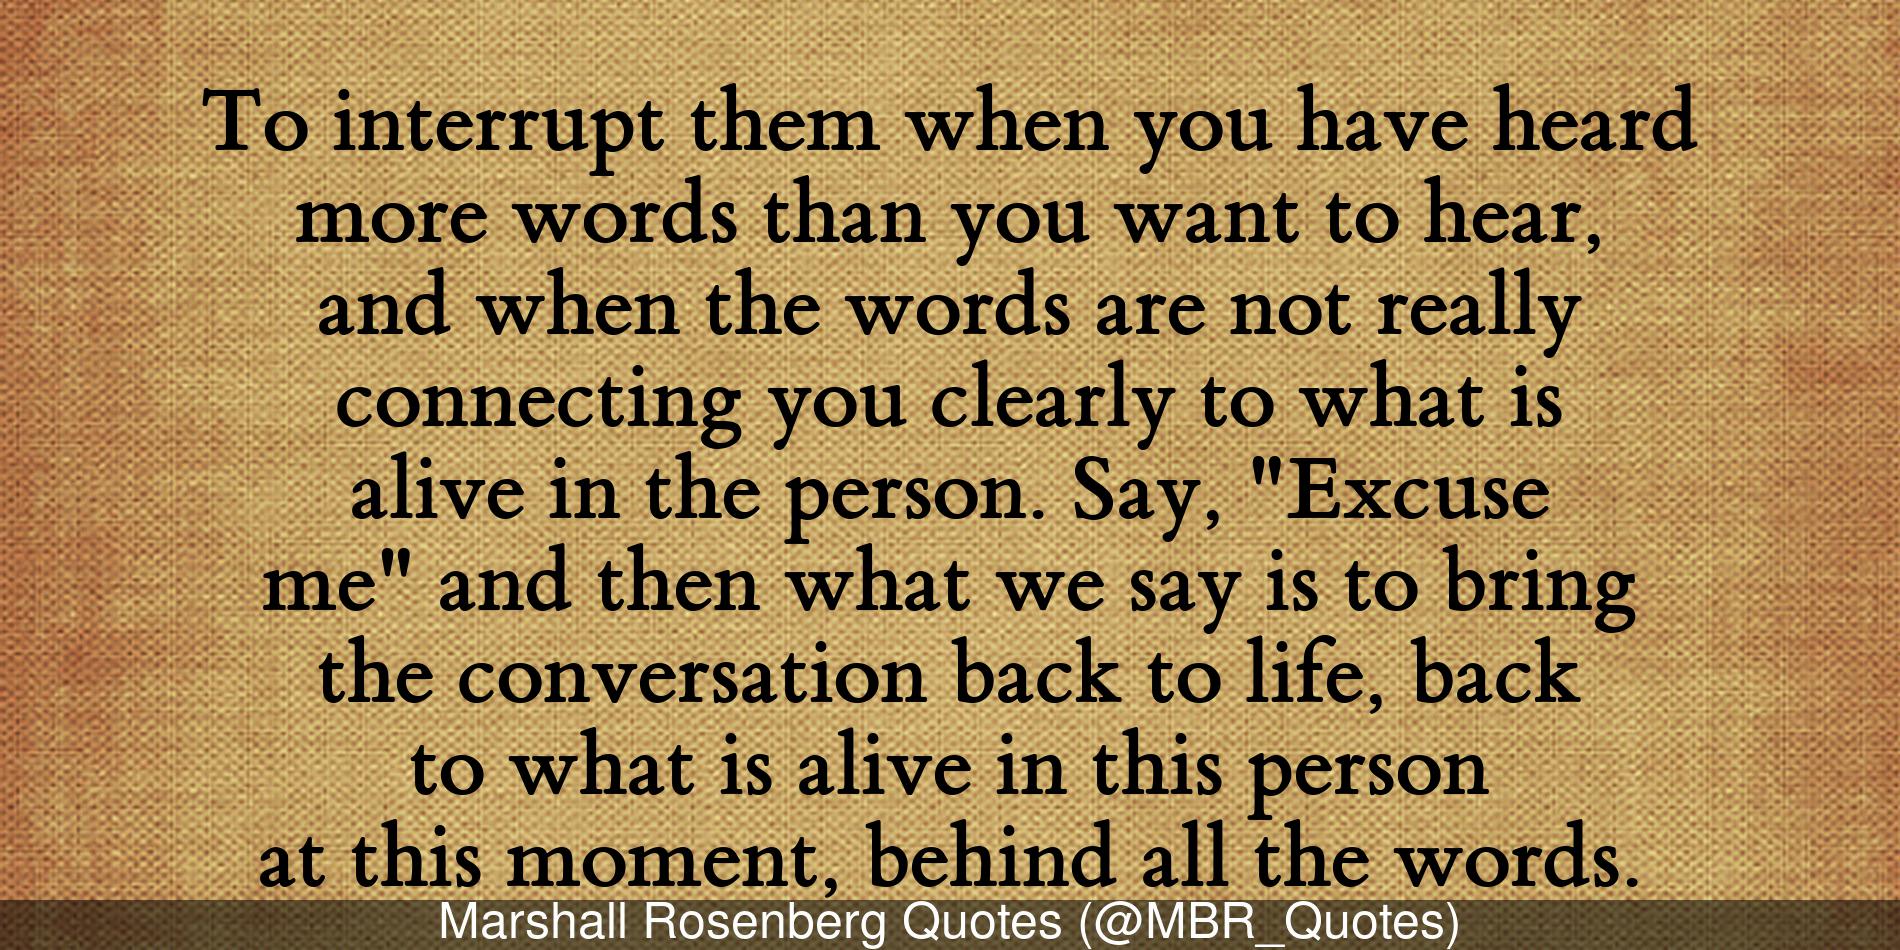 To interrupt them when you have heard
more words than you want to hear,
and when the words are not really
connecting you clearly to what is
alive in the person. Say, "Excuse
me" and then what we say is to bring
the conversation back to life, back
to what is alive in this person
at this moment, behind all the words.
Marshall Rosenberg Quotes (@MBR_Quotes)